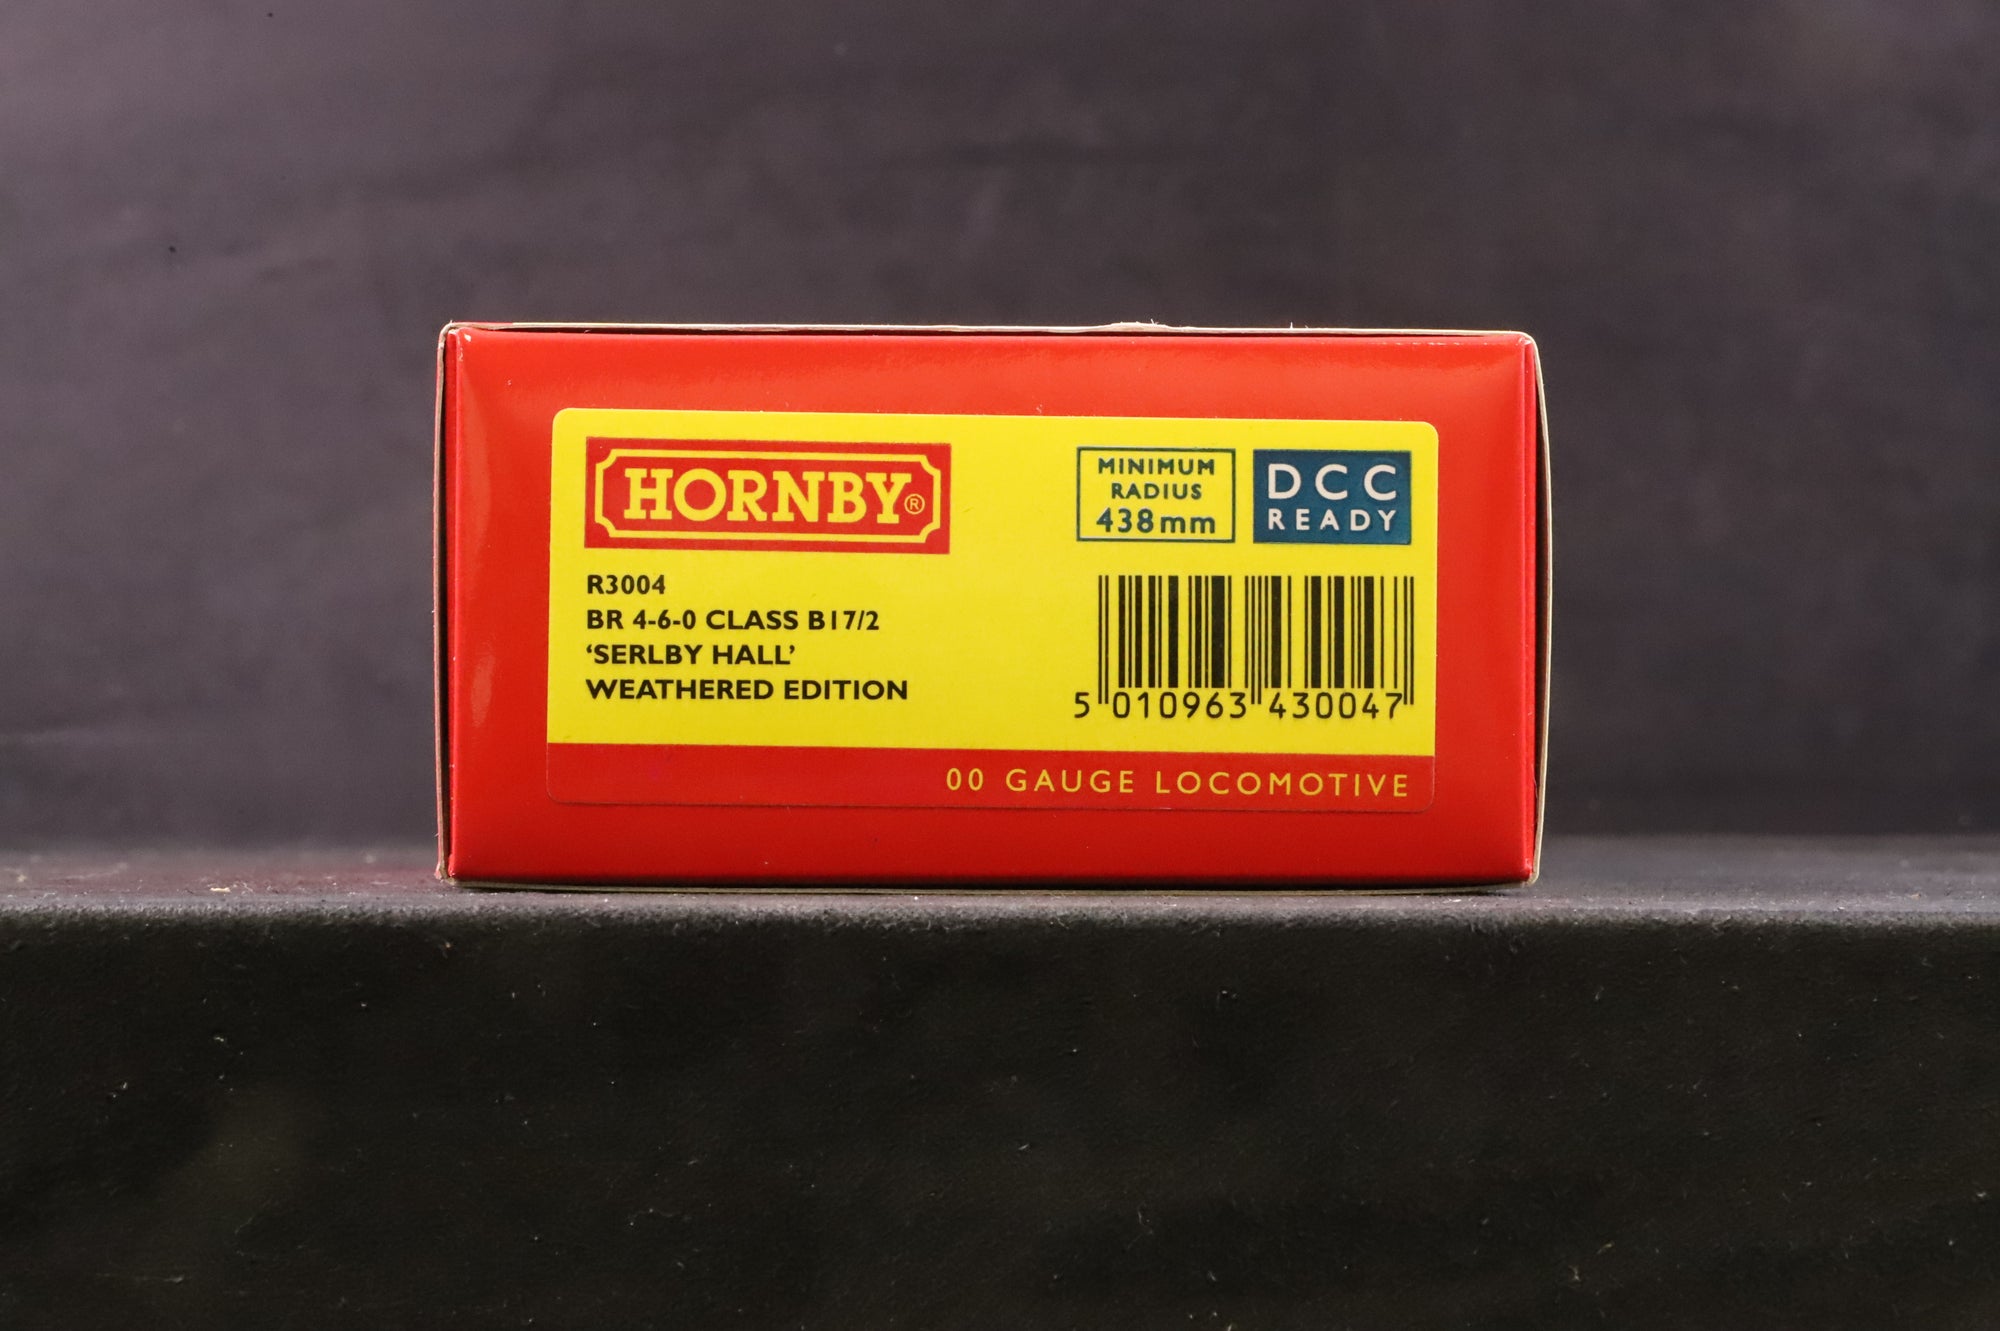 HORNBY®
MINIMUM
RADIUS
438mm
DCC
READY
R3004
BR 4-6-0 CLASS B17/2
‘SERLBY HALL’
WEATHERED EDITION
5 010963 430047
00 GAUGE LOCOMOTIVE